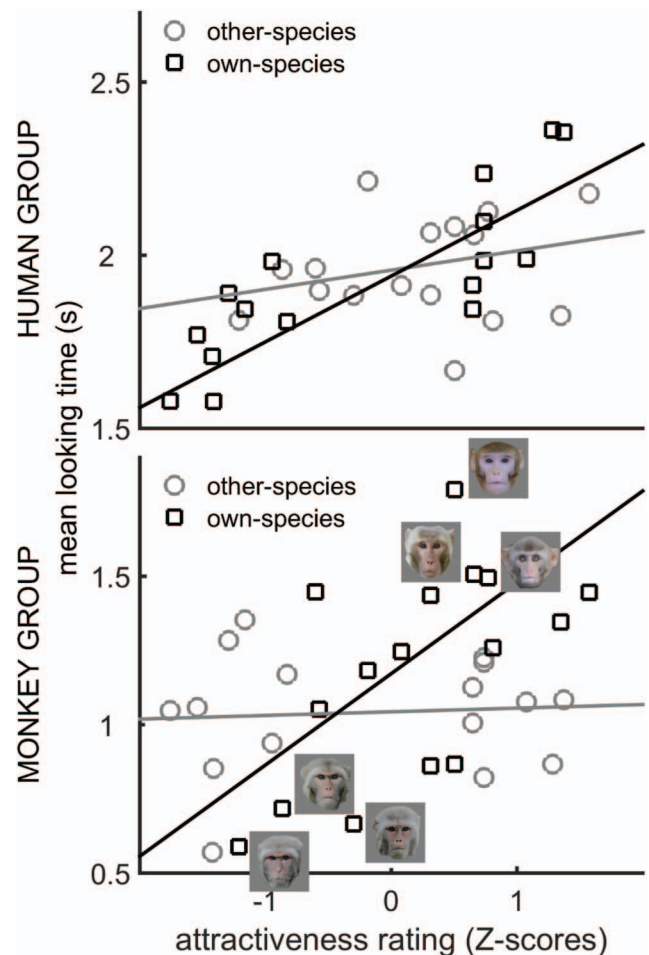 other-species
own-species
2.5
2
1.5
HUMAN GROUP
mean looking time (s)
other-species
own-species
1.5
1
0.5
MONKEY GROUP
-1
0
1
attractiveness rating (Z-scores)